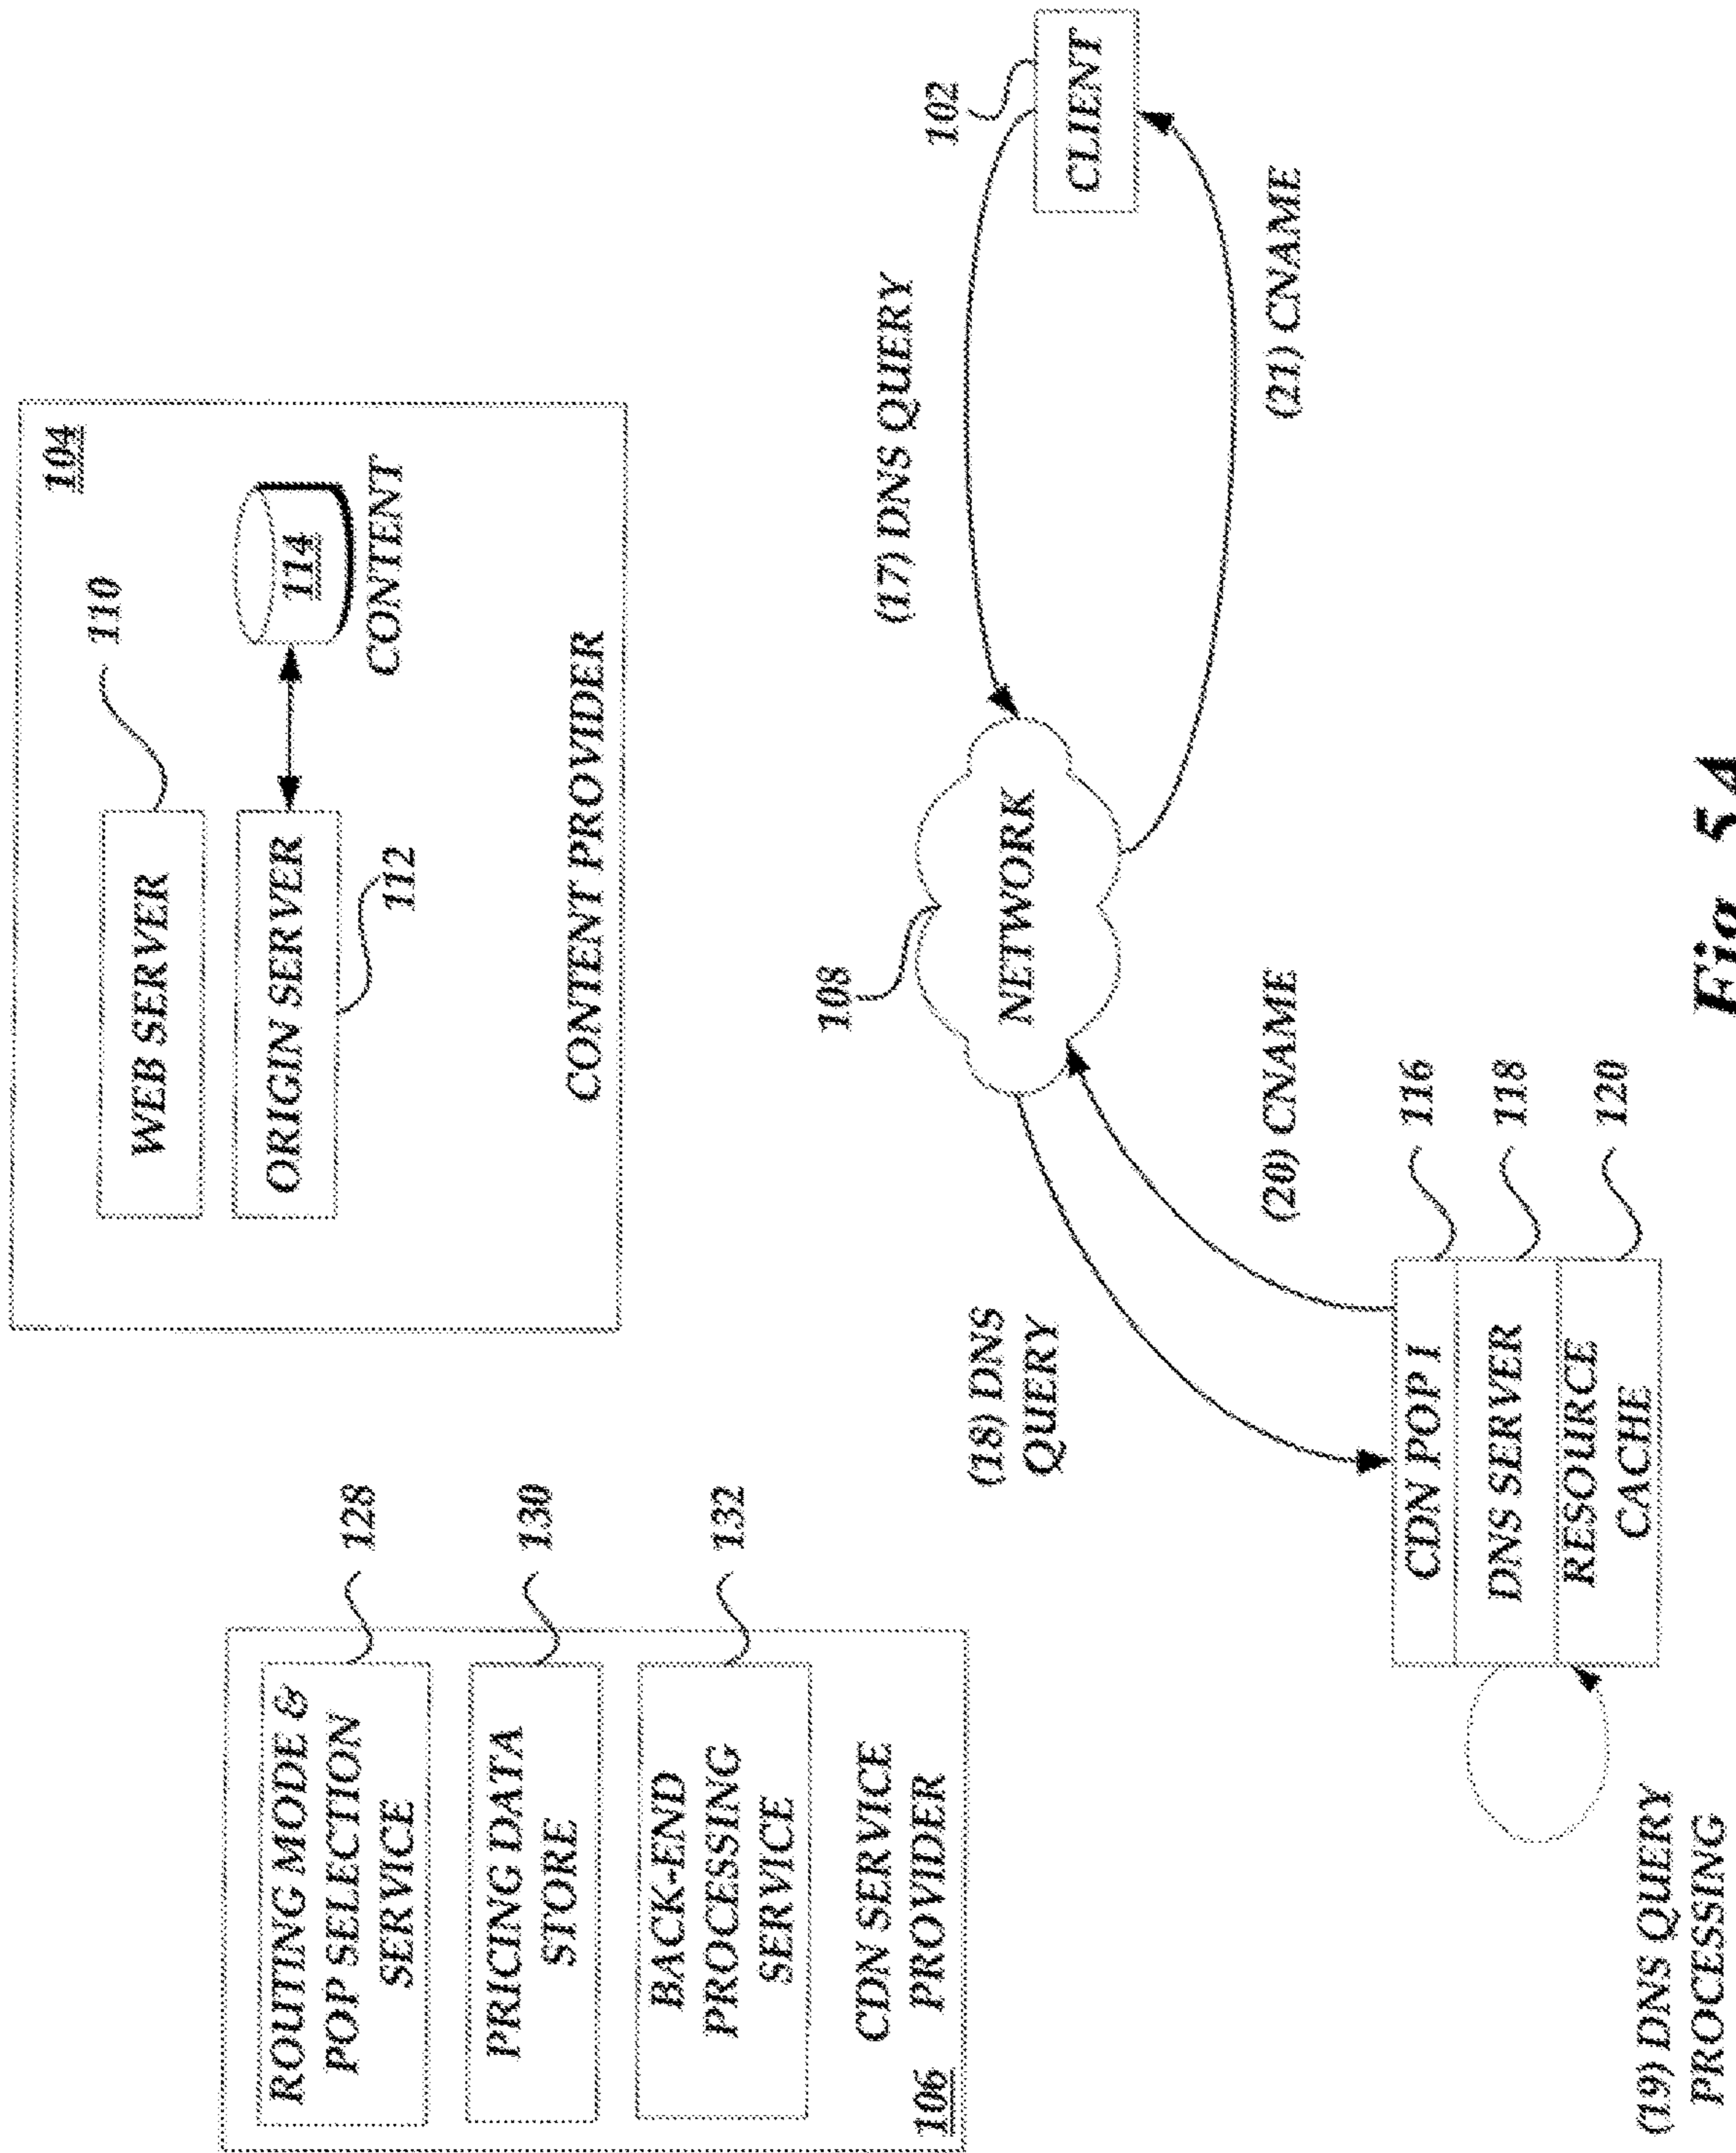 104
110
WEB SERVER
ORIGIN SERVER
112
114
CONTENT
CONTENT PROVIDER
ROUTING MODE &
POP SELECTION
SERVICE
128
PRICING DATA
STORE
130
BACK-END
PROCESSING
SERVICE
132
CDN SERVICE
PROVIDER
106
102
CLIENT
(17) DNS QUERY
(21) CNAME
108
NETWORK
(18) DNS
QUERY
(20) CNAME
CDN POP I
116
DNS SERVER
118
RESOURCE
CACHE
120
(19) DNS QUERY
PROCESSING
Fig. 5A